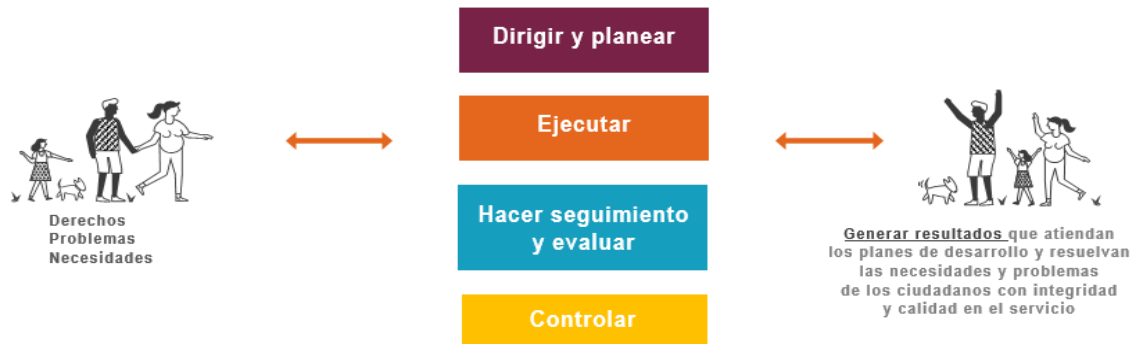 Dirigir y planear
Ejecutar
Hacer seguimiento
y evaluar
Controlar
Derechos
Problemas
Necesidades
Generar resultados que atiendan
los planes de desarrollo y resuelvan
las necesidades y problemas
de los ciudadanos con integridad
y calidad en el servicio